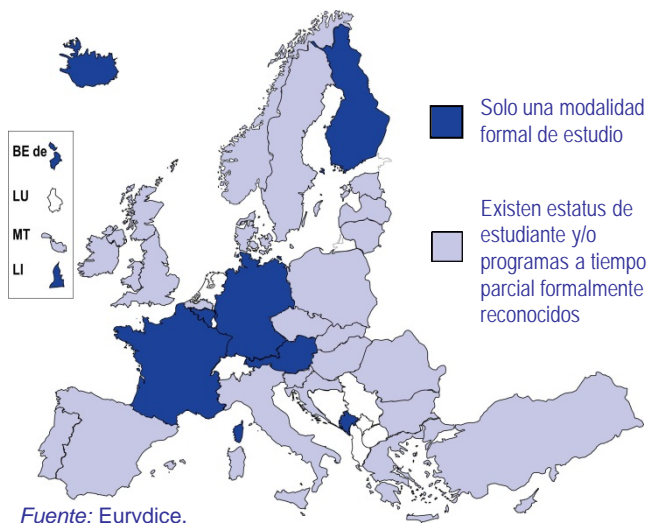 BE de
LU
MT
LI
Solo una modalidad
formal de estudio
Existen estatus de
estudiante y/o
programas a tiempo
parcial formalmente
reconocidos
Fuente: Eurydice.